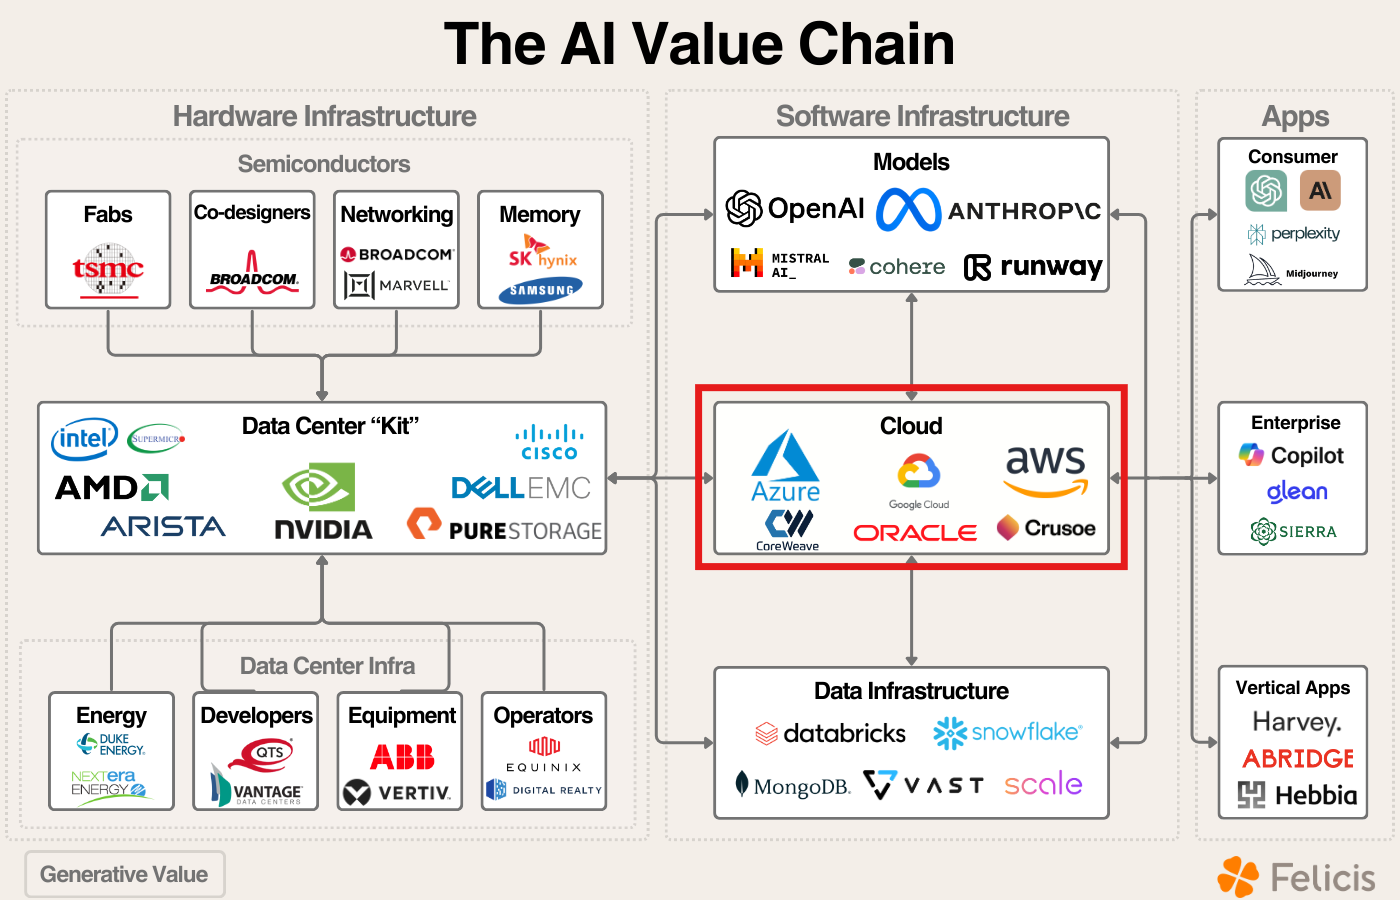 The AI Value Chain
Hardware Infrastructure
Semiconductors
Fabs
tsmc
Co-designers
BROADCOM®
Networking
BROADCOM®
MARVELL™
Memory
SK hynix
SAMSUNG
Data Center “Kit”
intel
SUPERMICRO
CISCO
AMD
NVIDIA
DELLEMC
ARISTA
PURESTORAGE
Data Center Infra
Energy
DUKE
ENERGY®
NEXTera
ENERGY
Developers
QTS
VANTAGE
DATA CENTERS
Equipment
ABB
VERTIV™
Operators
EQUINIX
DIGITAL REALTY
Software Infrastructure
Models
OpenAI
ANTHROP\C
MISTRAL
AI_
cohere
runway
Cloud
Azure
Google Cloud
aws
CoreWeave
ORACLE
Crusoe
Data Infrastructure
databricks
snowflake®
MongoDB®
VAST
scale
Apps
Consumer
A\
perplexity
Midjourney
Enterprise
Copilot
glean
SIERRA
Vertical Apps
Harvey.
ABRIDGE
Hebbia
Generative Value
Felicis